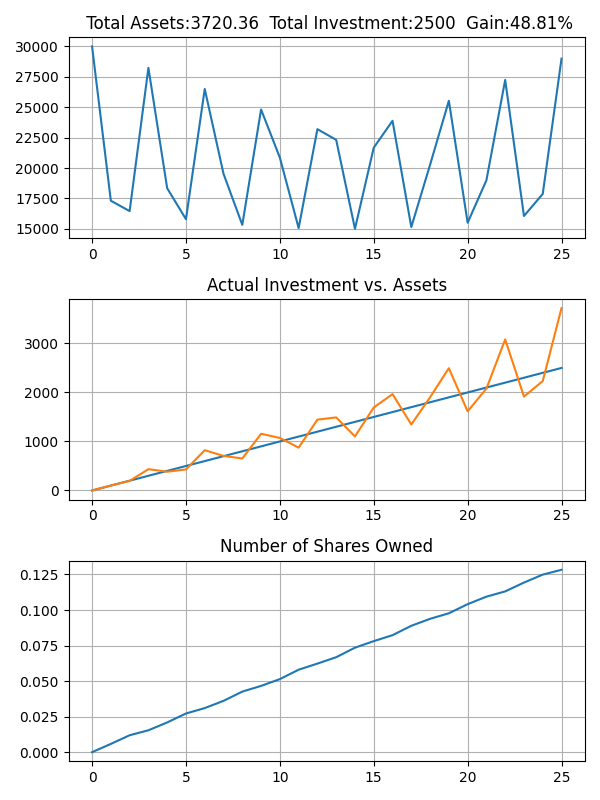 Total Assets:3720.36 Total Investment:2500 Gain:48.81%
30000
27500
25000
22500
20000
17500
15000
0 5 10 15 20 25
Actual Investment vs. Assets
3000
2000
1000
0
0 5 10 15 20 25
Number of Shares Owned
0.125
0.100
0.075
0.050
0.025
0.000
0 5 10 15 20 25